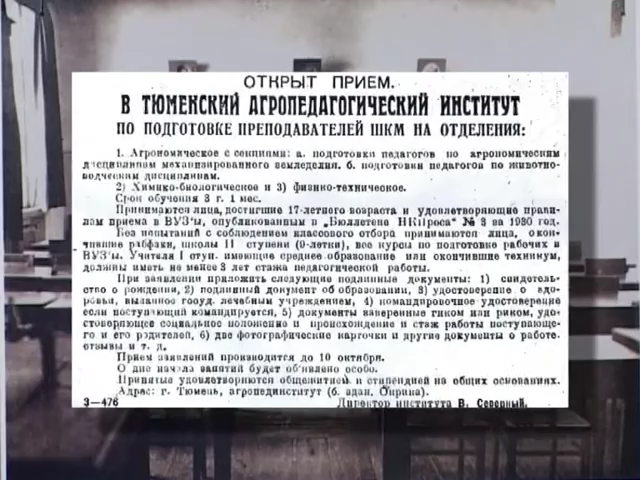 ОТКРЫТ ПРИЕМ.
В ТЮМЕНСКИЙ АГРОПЕДАГОГИЧЕСКИЙ ИНСТИТУТ
ПО ПОДГОТОВКЕ ПРЕПОДАВАТЕЛЕЙ ШКМ НА ОТДЕЛЕНИЯ:
1. Агрономическое с секциями: а. подготовки педагогов по агрономическим
дисциплинам механизированного земледелия. б. подготовки педагогов по животно-
водческим дисциплинам.
2) Химико-биологическое и 3) физико-техническое.
Срок обучения 3 г. 1 мес.
Принимаются лица, достигшие 17-летнего возраста и удовлетворяющие прави-
лам приема в ВУЗ'ы, опубликованным в „Бюллетене НКПроса" № 3 за 1930 год.
Без испытаний с соблюдением классового отбора принимаются лица, окон-
чившие рабфаки, школы II ступени (9-летки), все курсы по подготовке рабочих в
ВУЗ'ы. Учителя I ступ. имеющие среднее образование или окончившие техникум,
должны иметь не менее 3 лет стажа педагогической работы.
При заявлении приложить следующие подлинные документы: 1) свидетель-
ство о рождении, 2) подлинный документ об образовании, 3) удостоверение о здо-
ровьи, выданное госуд. лечебным учреждением, 4) командировочное удостоверение
если поступающий командируется, 5) документы заверенные гиком или риком, удо-
стоверяющее социальное положение и происхождение и стаж работы поступающе-
го и его родителей, 6) две фотографические карточки и другие документы о работе-
отзывы и т. д.
Прием заявлений производится до 10 октября.
О дне начала занятий будет об'явлено особо.
Принятые удовлетворяются общежитием и стипендией на общих основаниях.
Адрес: г. Тюмень, агропединститут (б. здан. Окрина).
З—476
Директор института В. Северный.